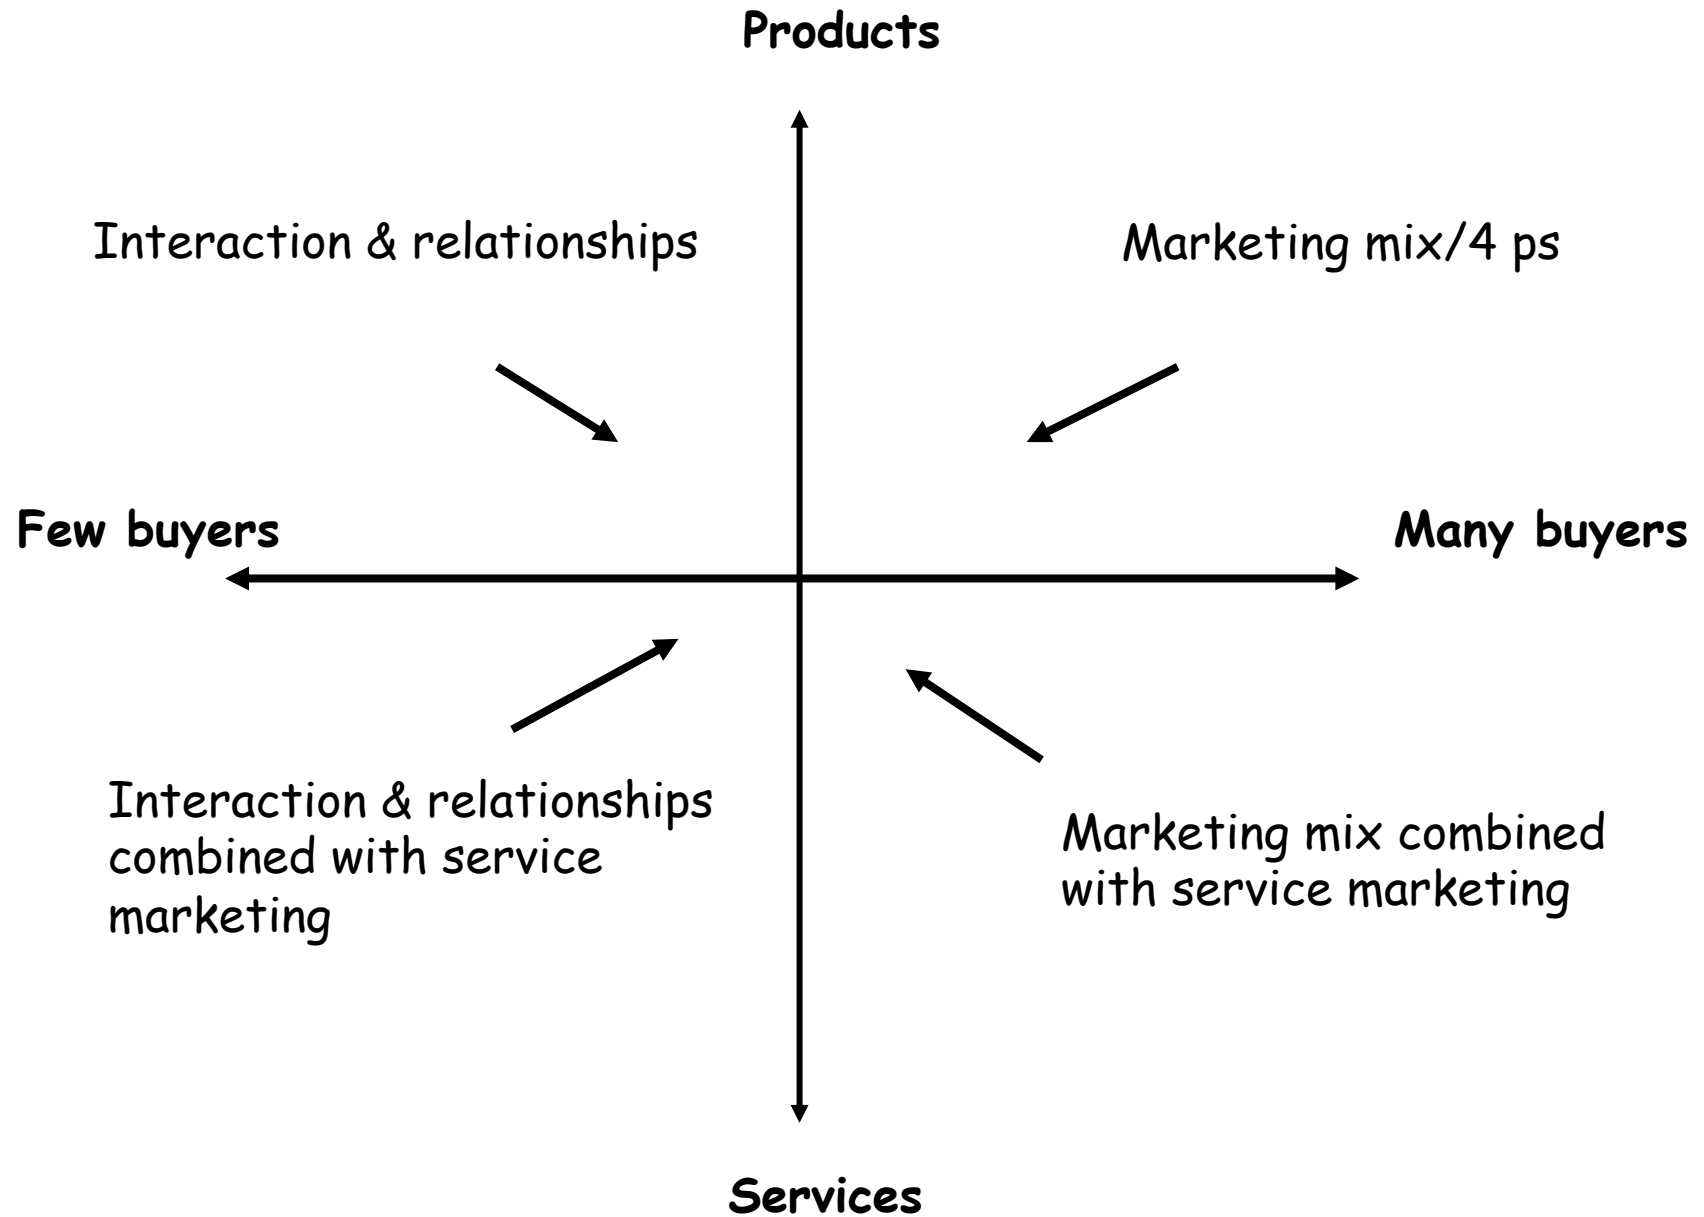 Products
Interaction & relationships
Marketing mix/4 ps
Few buyers
Many buyers
Interaction & relationships
combined with service
marketing
Marketing mix combined
with service marketing
Services